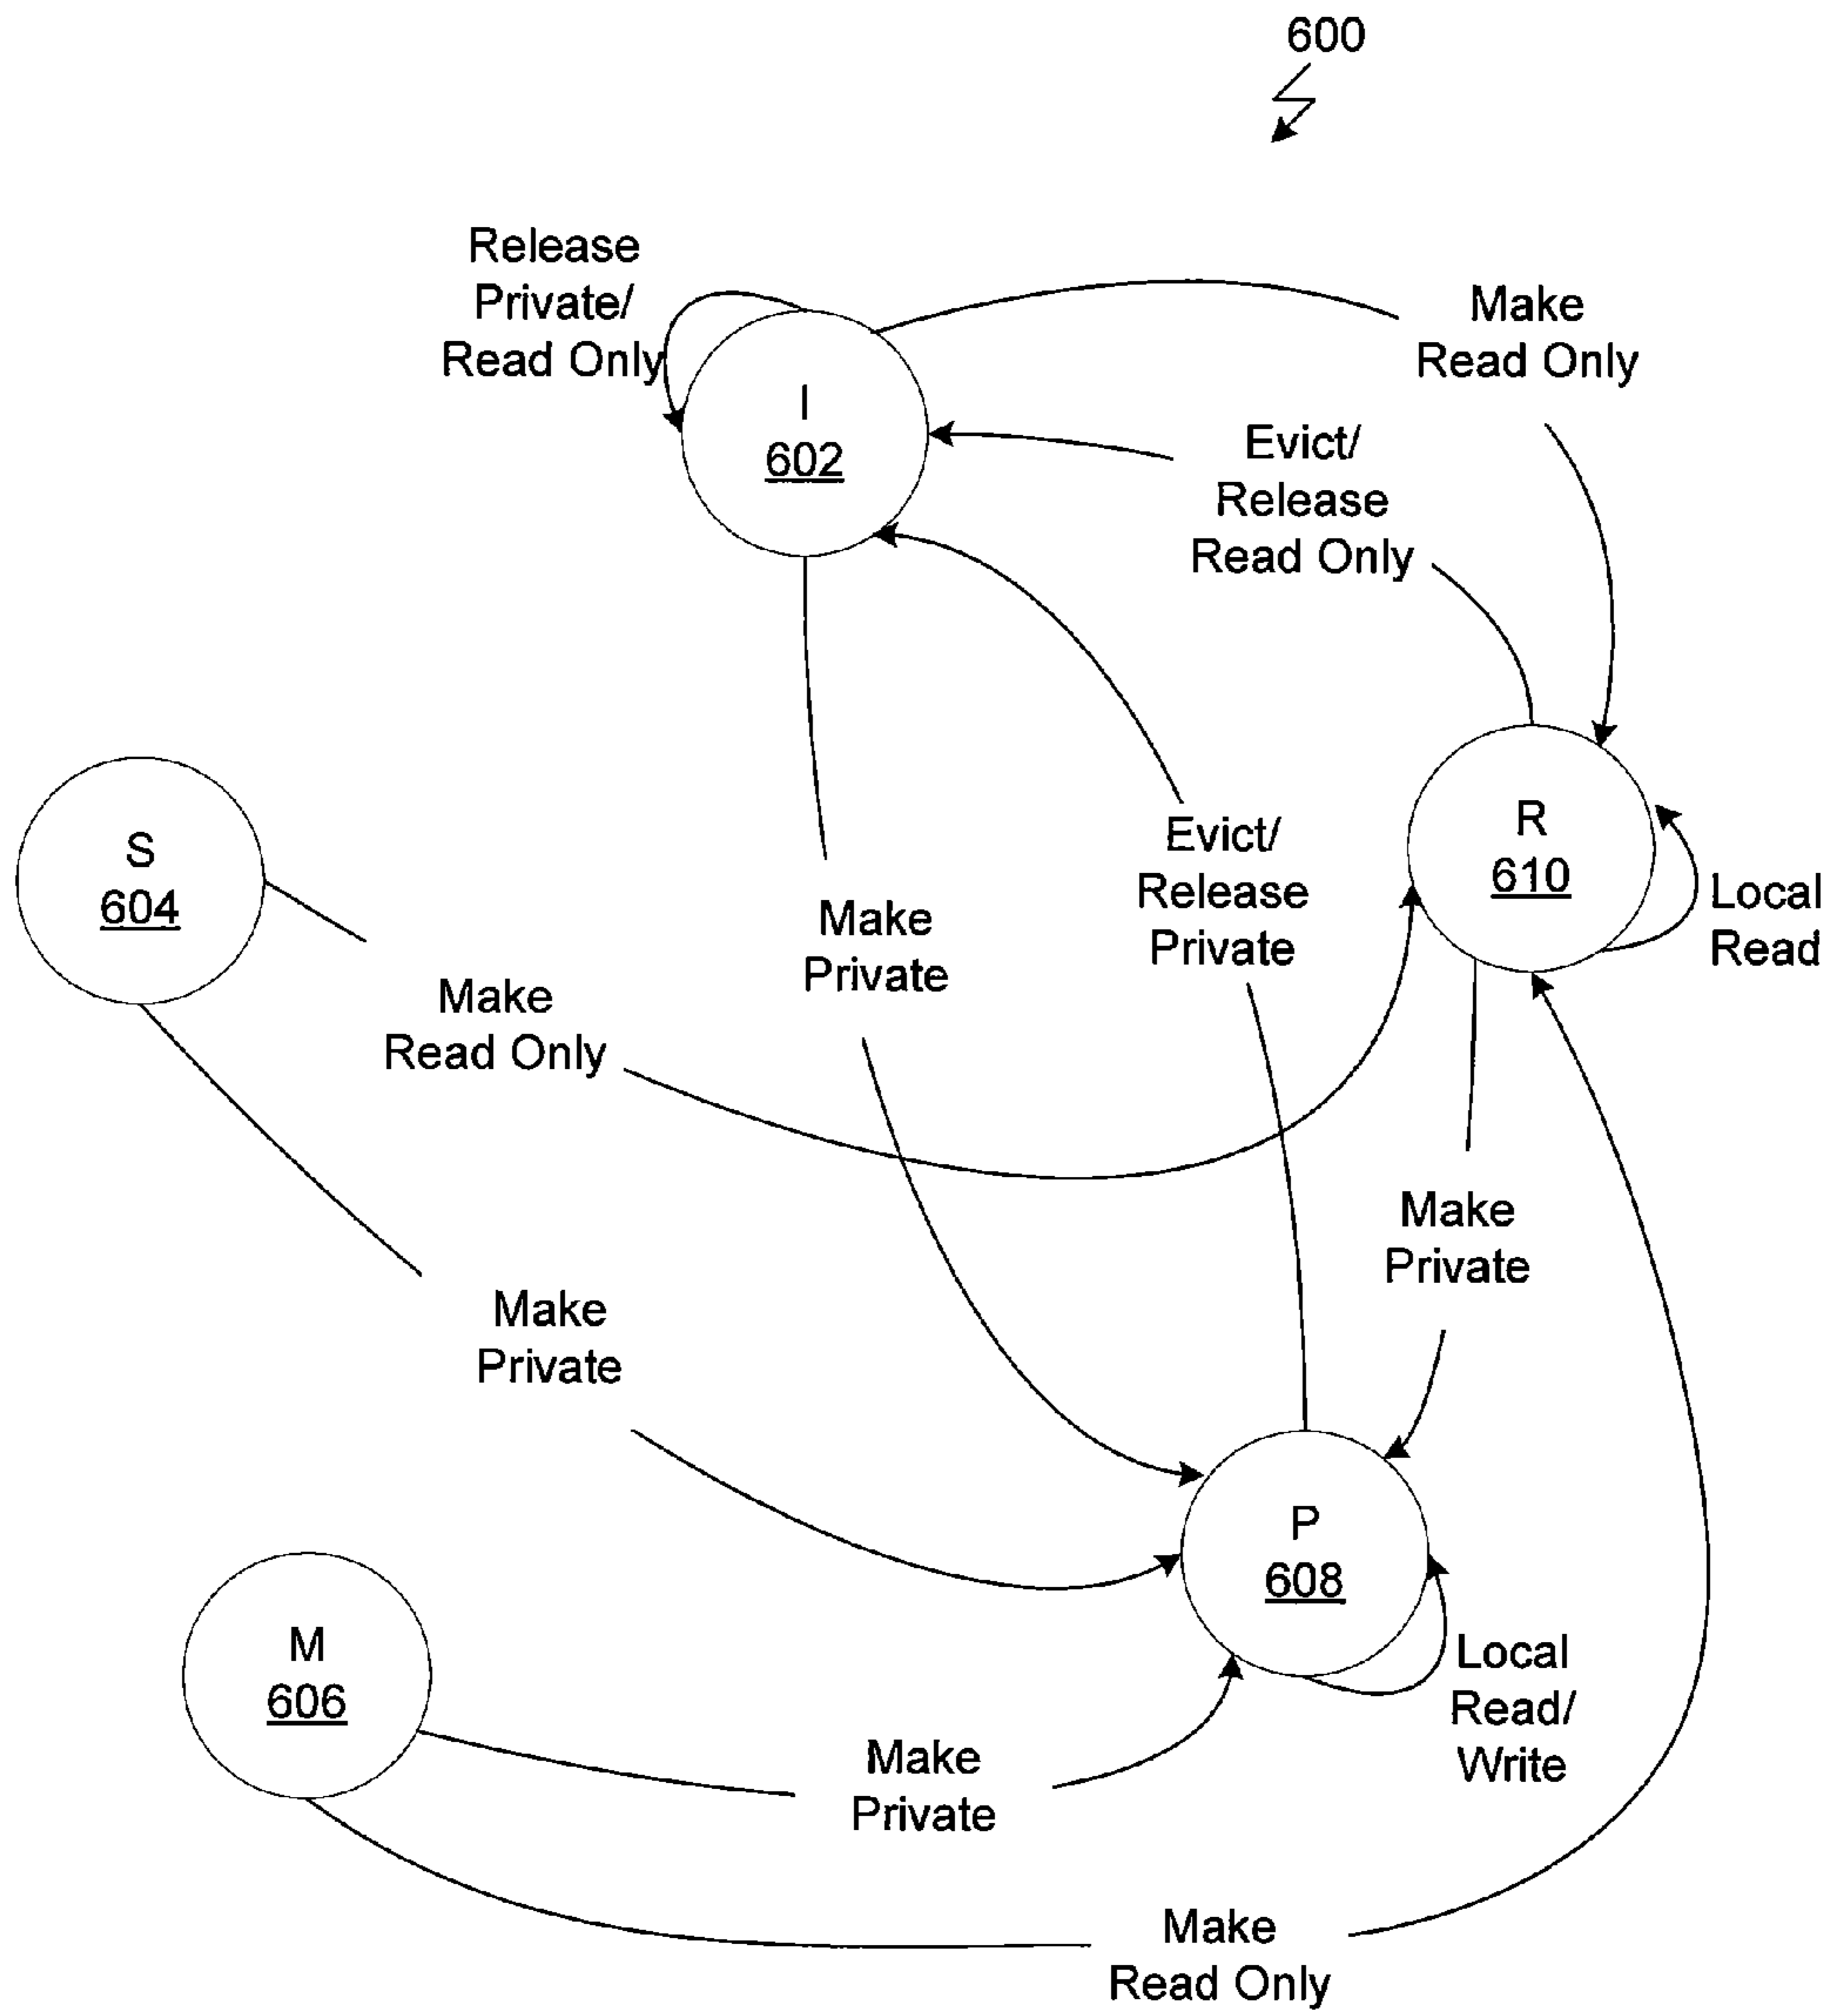 600
Release
Private/
Read Only
Make
Read Only
I
602
Evict/
Release
Read Only
S
604
Evict/
Release
Private
R
610
Local
Read
Make
Private
Make
Read Only
Make
Private
Make
Private
P
608
M
606
Local
Read/
Write
Make
Private
Make
Read Only